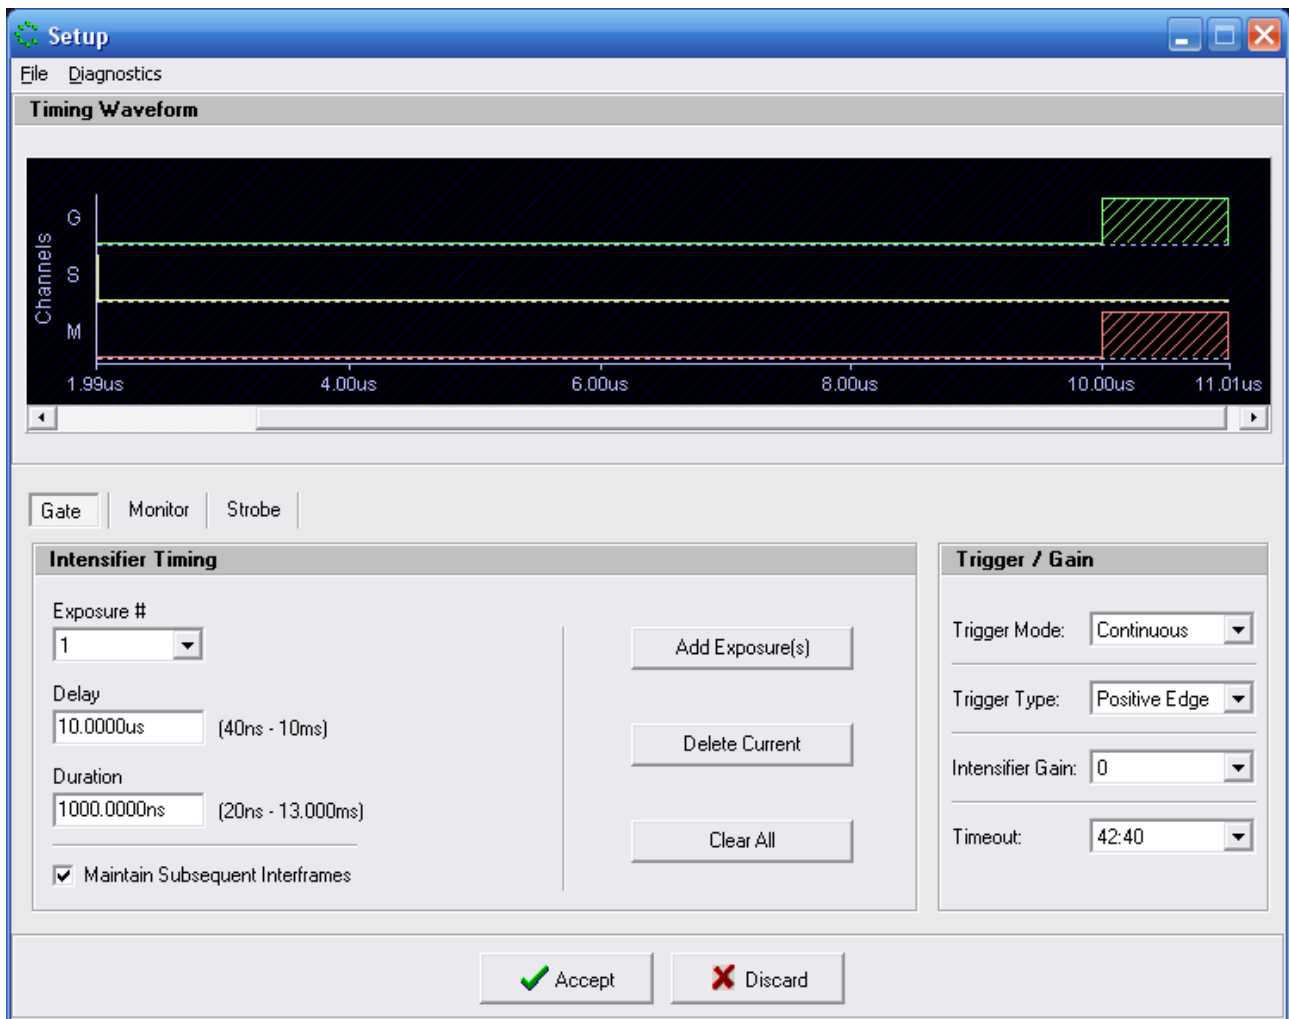 Setup
File Diagnostics
Timing Waveform
Channels
G
S
M
1.99us 4.00us 6.00us 8.00us 10.00us 11.01us
Gate Monitor Strobe
Intensifier Timing
Exposure #
1
Delay
10.0000us (40ns - 10ms)
Duration
1000.0000ns (20ns - 13.000ms)
Maintain Subsequent Interframes
Add Exposure(s)
Delete Current
Clear All
Trigger / Gain
Trigger Mode: Continuous
Trigger Type: Positive Edge
Intensifier Gain: 0
Timeout: 42:40
Accept Discard